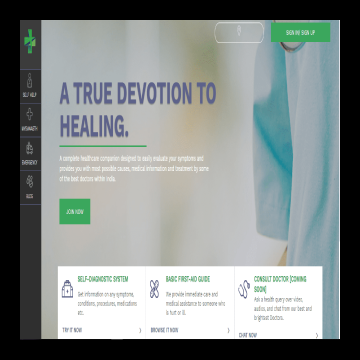 SIGN IN/ SIGN UP
SELF HELP
EMERGENCY
BLOG
A TRUE DEVOTION TO
HEALING.
A complete healthcare companion designed to easily evaluate your symptoms and
provides you with most possible causes, medical information and treatment by some
of the best doctors within India.
JOIN NOW
SELF-DIAGNOSTIC SYSTEM
Get information on any symptoms,
conditions, procedures, medications
etc.
TRY IT NOW
BASIC FIRST-AID GUIDE
We provide immediate care and
medical assistance to someone who
is hurt or ill.
BROWSE IT NOW
CONSULT DOCTOR [COMING
SOON]
Ask a health query over video,
audios, and chat from our best and
brightest Doctors.
CHAT NOW